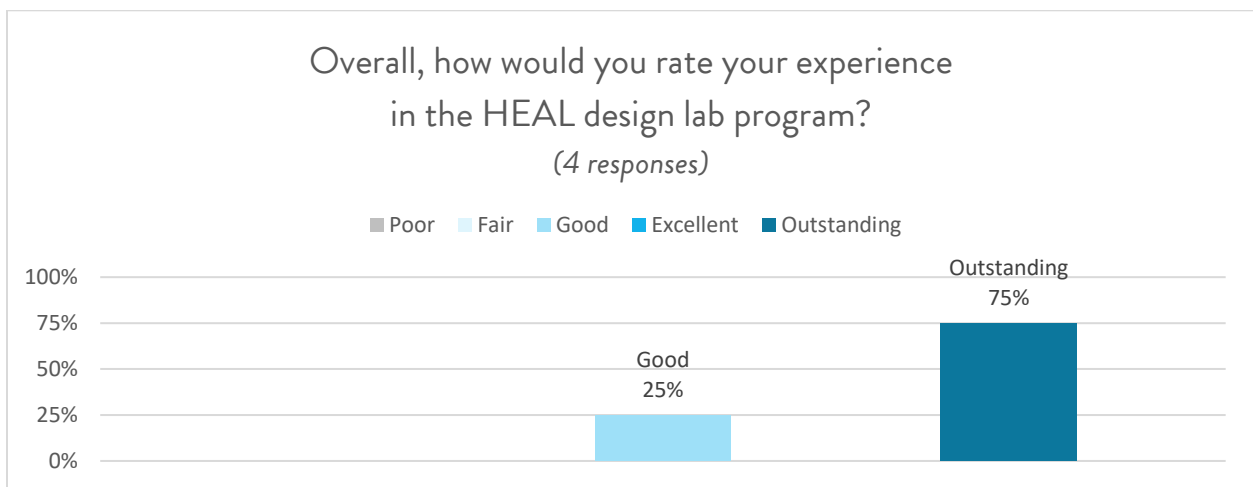 Overall, how would you rate your experience
in the HEAL design lab program?
(4 responses)
Poor Fair Good Excellent Outstanding
100%
75%
50%
25%
0%
Good
25%
Outstanding
75%